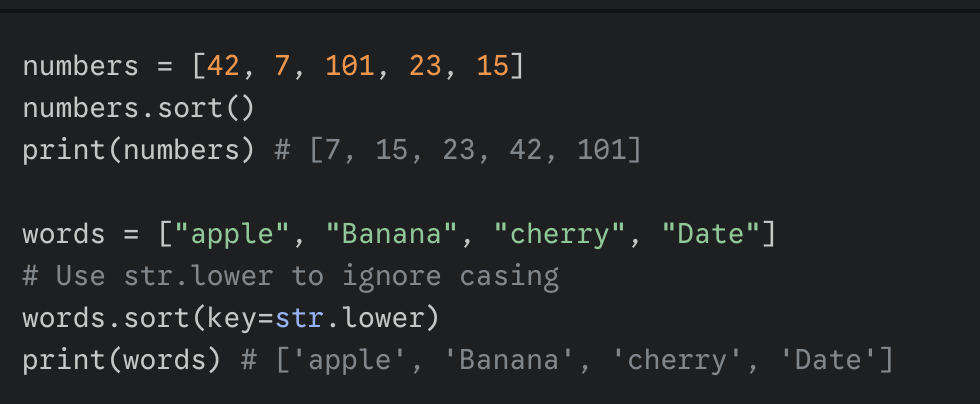 numbers = [42, 7, 101, 23, 15]
numbers.sort()
print(numbers) # [7, 15, 23, 42, 101]
words = ["apple", "Banana", "cherry", "Date"]
# Use str.lower to ignore casing
words.sort(key=str.lower)
print(words) # ['apple', 'Banana', 'cherry', 'Date']